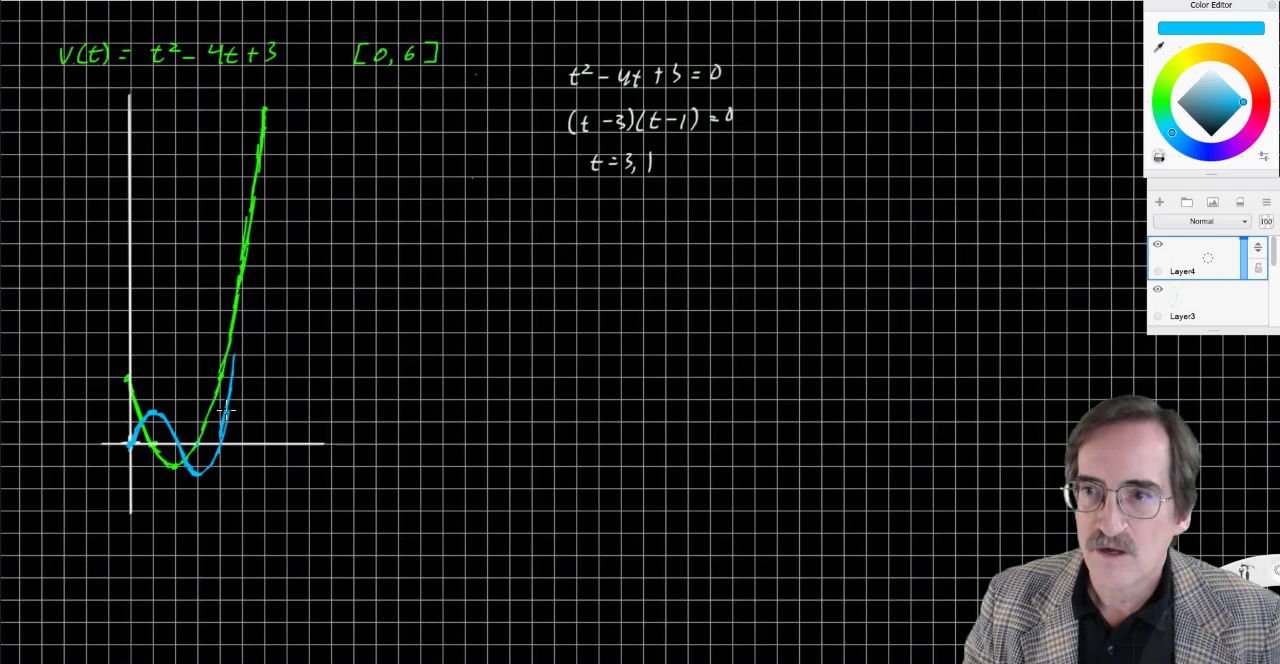 v(t) = t² - 4t + 3 [0, 6]
t² - 4t + 3 = 0
(t - 3)(t - 1) = 0
t = 3, 1
Color Editor
Normal
100
Layer4
Layer3